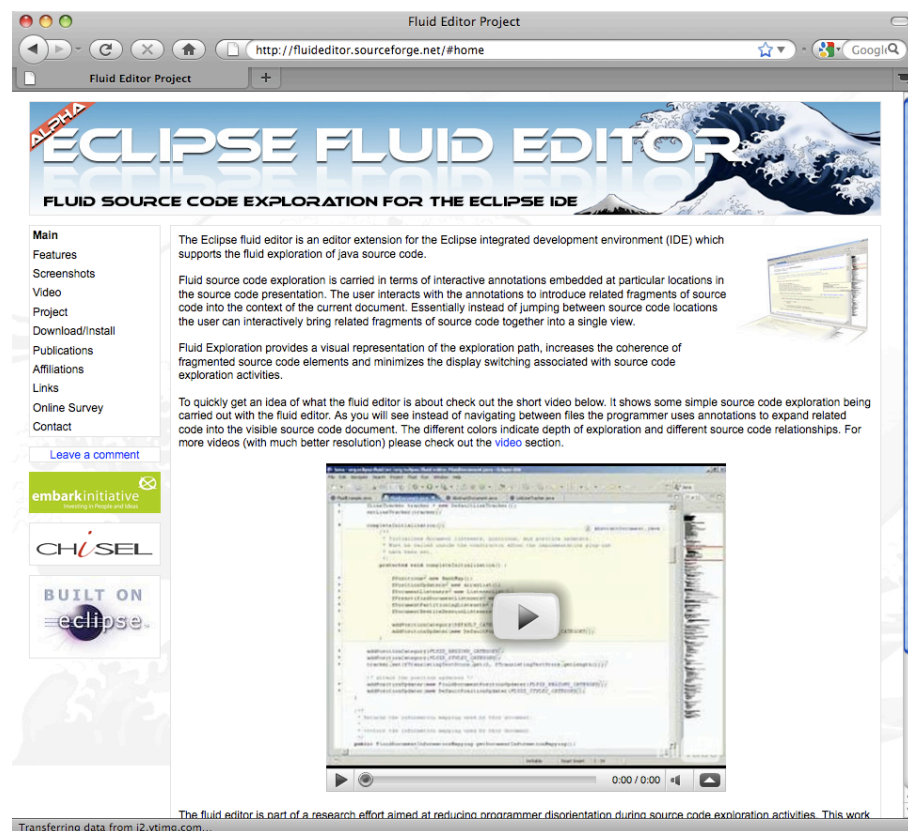 Fluid Editor Project
http://fluideditor.sourceforge.net/#home
Fluid Editor Project
+
ALPHA
ECLIPSE FLUID EDITOR
FLUID SOURCE CODE EXPLORATION FOR THE ECLIPSE IDE
Main
Features
Screenshots
Video
Project
Download/Install
Publications
Affiliations
Links
Online Survey
Contact
Leave a comment
embarkinitiative
Investing in People and Ideas
CHISEL
BUILT ON
eclipse
The Eclipse fluid editor is an editor extension for the Eclipse integrated development environment (IDE) which
supports the fluid exploration of java source code.
Fluid source code exploration is carried in terms of interactive annotations embedded at particular locations in
the source code presentation. The user interacts with the annotations to introduce related fragments of source
code into the context of the current document. Essentially instead of jumping between source code locations
the user can interactively bring related fragments of source code together into a single view.
Fluid Exploration provides a visual representation of the exploration path, increases the coherence of
fragmented source code elements and minimizes the display switching associated with source code
exploration activities.
To quickly get an idea of what the fluid editor is about check out the short video below. It shows some simple source code exploration being
carried out with the fluid editor. As you will see instead of navigating between files the programmer uses annotations to expand related
code into the visible source code document. The different colors indicate depth of exploration and different source code relationships. For
more videos (with much better resolution) please check out the video section.
completeInitialization()
protected void completeInitialization() {
0:00 / 0:00
The fluid editor is part of a research effort aimed at reducing programmer disorientation during source code exploration activities. This work
Transferring data from i2.ytimg.com...